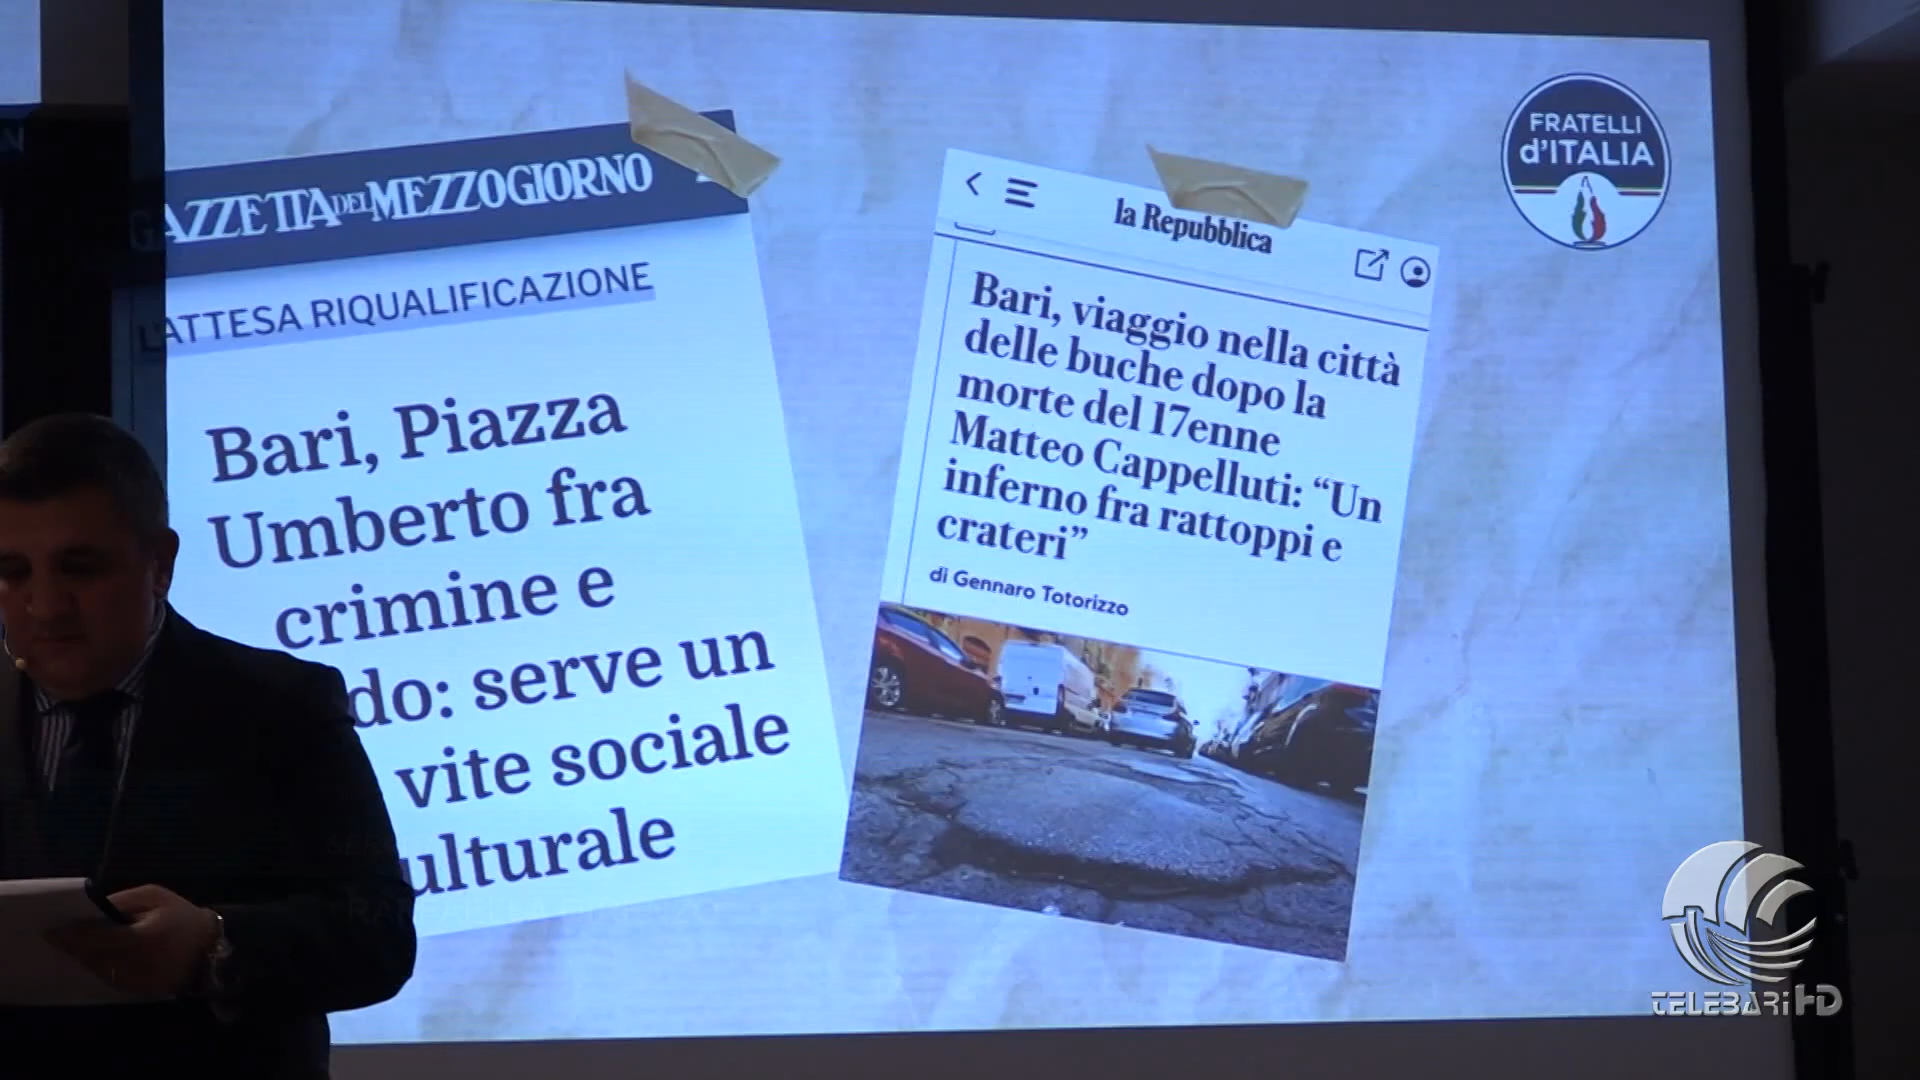 GAZZETTA DEL MEZZOGIORNO
L'ATTESA RIQUALIFICAZIONE
Bari, Piazza
Umberto fra
crimine e
do: serve un
vite sociale
ulturale
la Repubblica
Bari, viaggio nella città
delle buche dopo la
morte del 17enne
Matteo Cappelluti: “Un
inferno fra rattoppi e
crateri”
di Gennaro Totorizzo
FRATELLI
d'ITALIA
TELEBARI HD